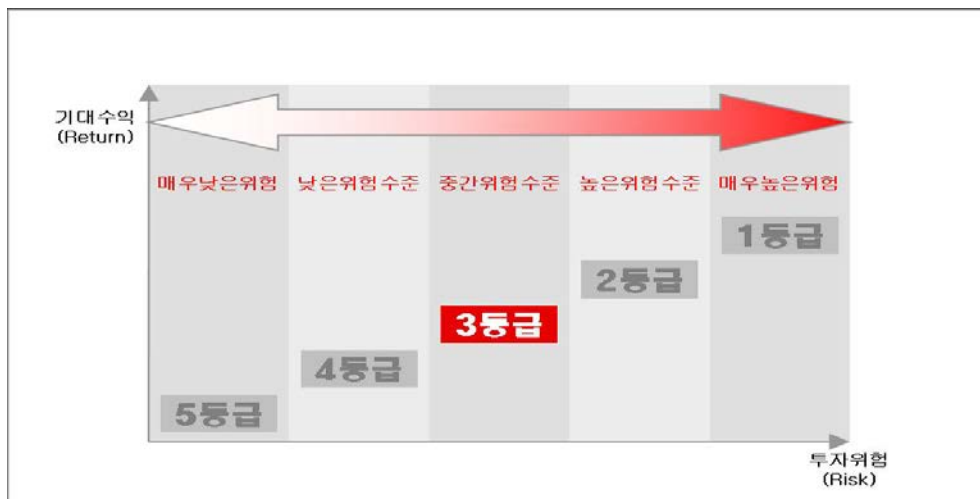 기대수익
(Return)
매우낮은위험
낮은위험수준
중간위험수준
높은위험수준
매우높은위험
1등급
2등급
3등급
4등급
5등급
투자위험
(Risk)